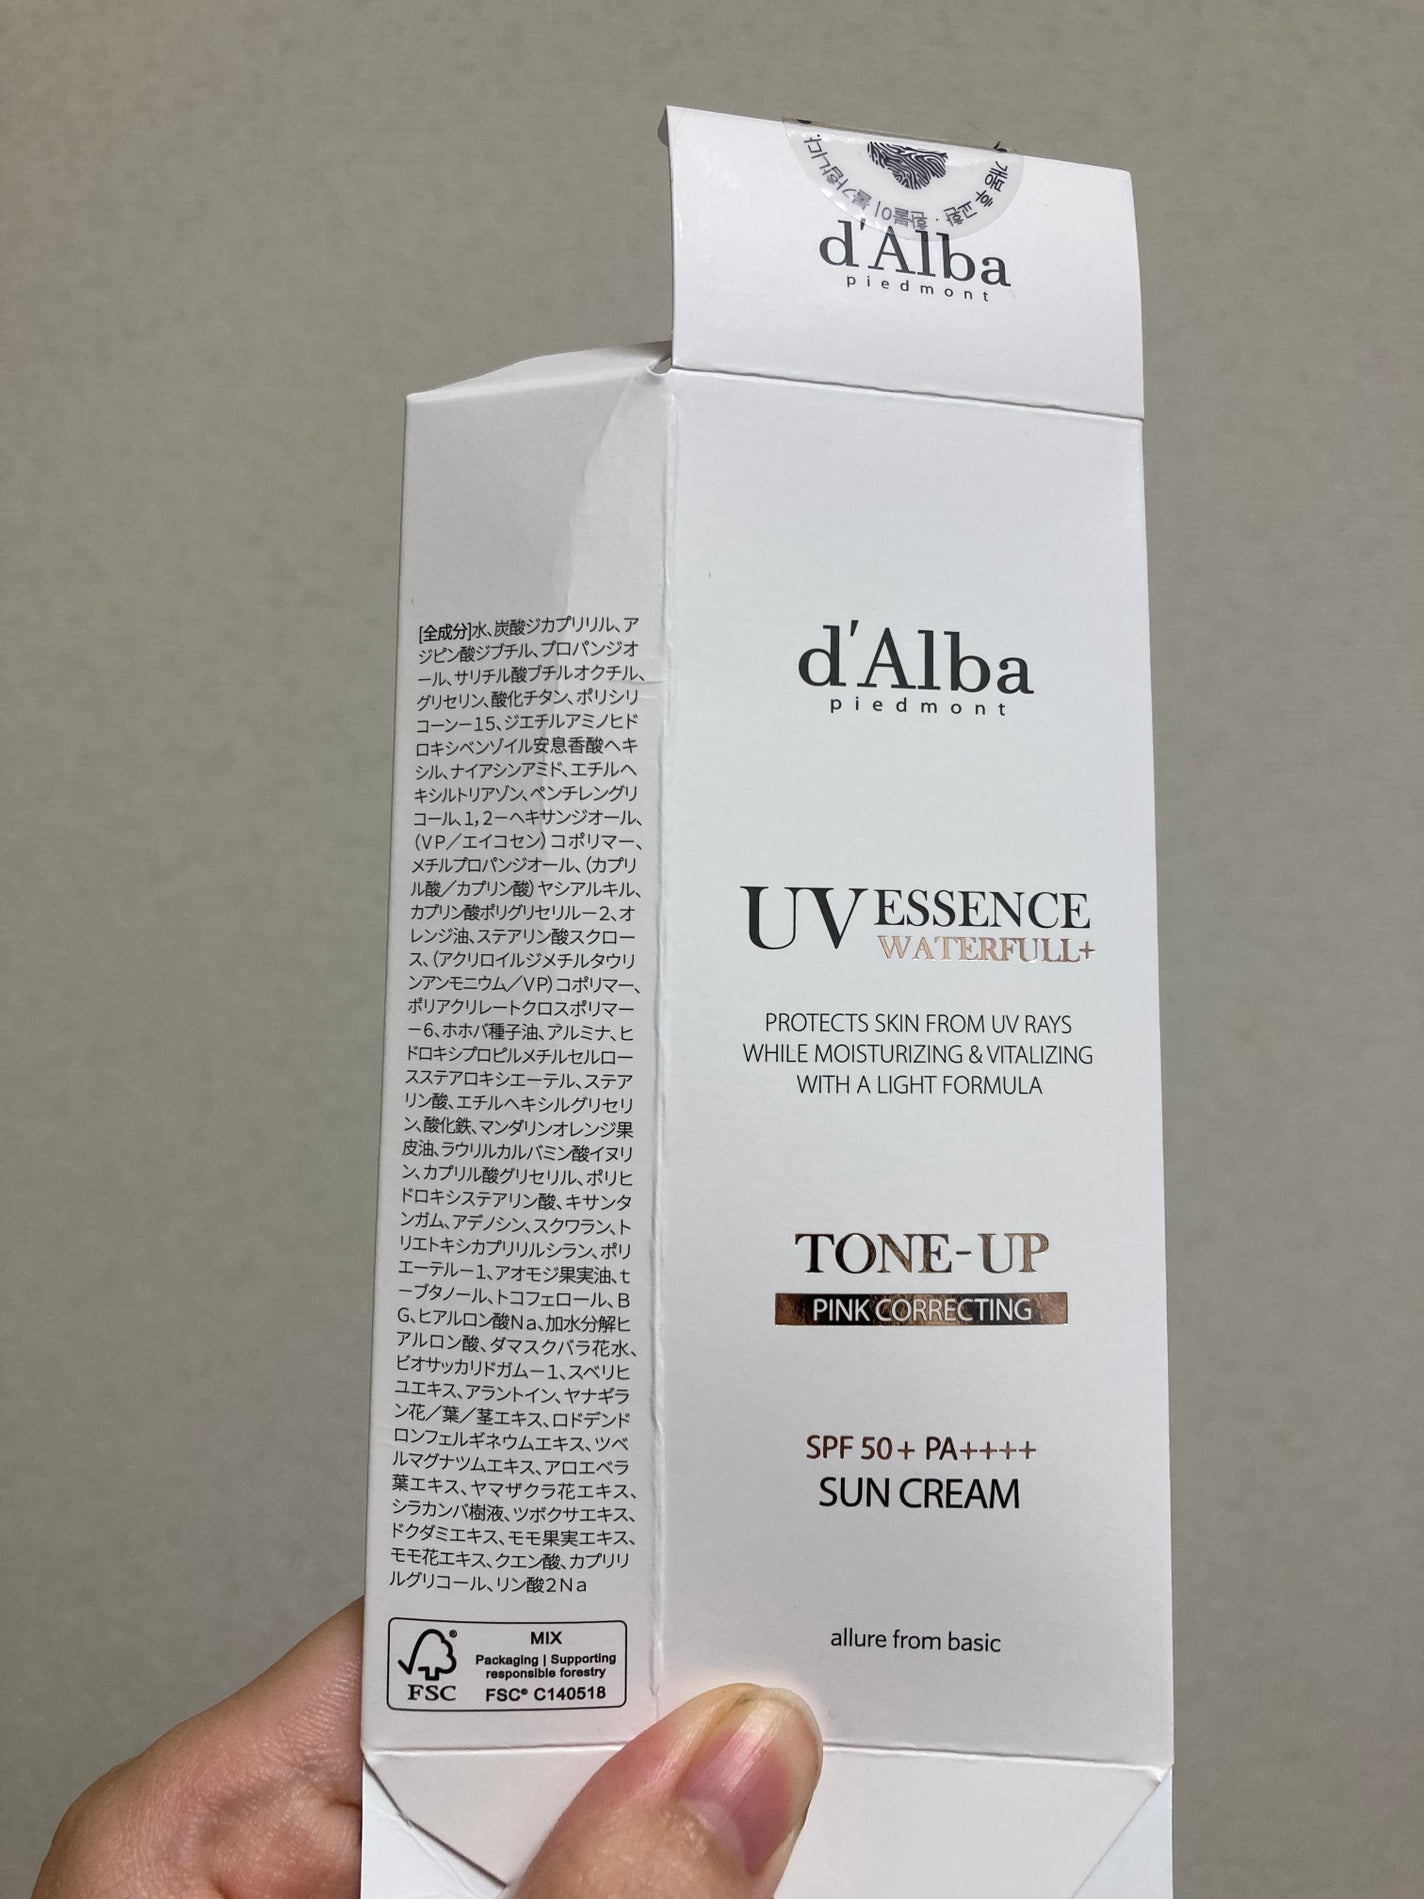 개봉 후 교환·환불이 불가합니다.
d'Alba
piedmont
[全成分]水、炭酸ジカプリリル、ア
ジピン酸ジブチル、プロパンジオ
ール、サリチル酸ブチルオクチル、
グリセリン、酸化チタン、ポリシリ
コーンー15、ジエチルアミノヒド
ロキシベンゾイル安息香酸ヘキ
シル、ナイアシンアミド、エチルヘ
キシルトリアゾン、ペンチレングリ
コール、1,2ーヘキサンジオール、
(VP/エイコセン)コポリマー、
メチルプロパンジオール、(カプリ
ル酸/カプリン酸)ヤシアルキル、
カプリン酸ポリグリセリルー2、オ
レンジ油、ステアリン酸スクロー
ス、(アクリロイルジメチルタウリ
ンアンモニウム/VP)コポリマー、
ポリアクリレートクロスポリマー
ー6、ホホバ種子油、アルミナ、ヒ
ドロキシプロピルメチルセルロー
スステアロキシエーテル、ステア
リン酸、エチルヘキシルグリセリ
ン、酸化鉄、マンダリンオレンジ果
皮油、ラウリルカルバミン酸イヌリ
ン、カプリル酸グリセリル、ポリヒ
ドロキシステアリン酸、キサンタ
ンガム、アデノシン、スクワラン、ト
リエトキシカプリリルシラン、ポリ
エーテルー1、アオモジ果実油、t
ーブタノール、トコフェロール、B
G、ヒアルロン酸Na、加水分解ヒ
アルロン酸、ダマスクバラ花水、
ビオサッカリドガムー1、スベリヒ
ユエキス、アラントイン、ヤナギラ
ン花/葉/茎エキス、ロドデンド
ロンフェルギネウムエキス、ツベ
ルマグナツムエキス、アロエベラ
葉エキス、ヤマザクラ花エキス、
シラカンバ樹液、ツボクサエキス、
ドクダミエキス、モモ果実エキス、
モモ花エキス、クエン酸、カプリリ
ルグリコール、リン酸2Na
FSC
MIX
Packaging | Supporting
responsible forestry
FSC® C140518
d'Alba
piedmont
UV ESSENCE
WATERFULL+
PROTECTS SKIN FROM UV RAYS
WHILE MOISTURIZING & VITALIZING
WITH A LIGHT FORMULA
TONE-UP
PINK CORRECTING
SPF 50+ PA++++
SUN CREAM
allure from basic